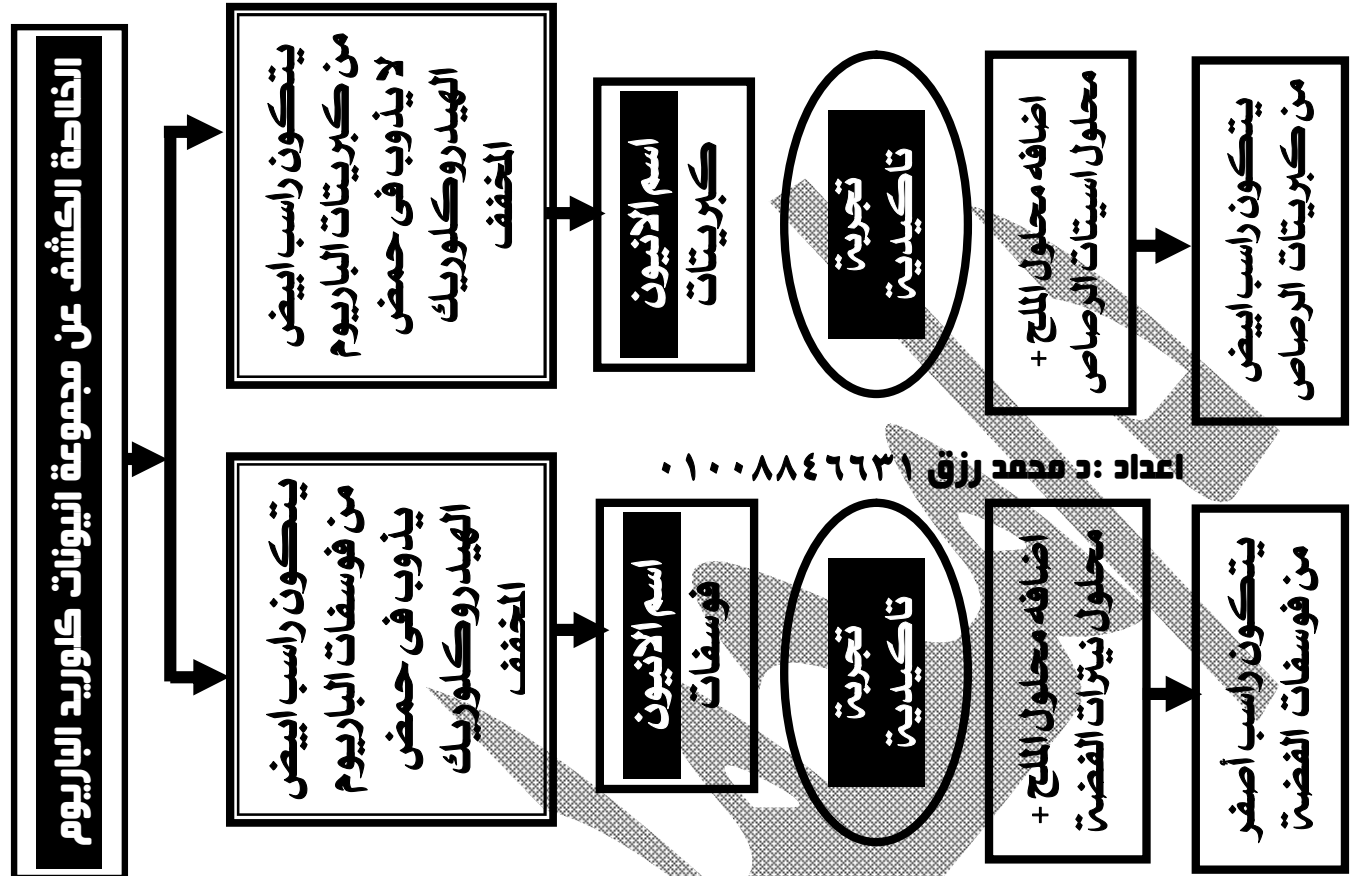 الخلاصة الكشف عن مجموعة انيونات كلوريد الباريوم
يتكون راسب ابيض
من كبريتات الباريوم
لا يذوب فى حمض
الهيدروكلوريك
المخفف
اسم الانيون
كبريتات
تجربة
تاكيدية
اضافه محلول الملح +
محلول اسيتات الرصاص
يتكون راسب ابيض
من كبريتات الرصاص
يتكون راسب ابيض
من فوسفات الباريوم
يذوب فى حمض
الهيدروكلوريك
المخفف
اسم الانيون
فوسفات
تجربة
تاكيدية
اضافه محلول الملح +
محلول نيترات الفضة
يتكون راسب أصفر
من فوسفات الفضة
اعداد :د محمد رزق ٠١٠٠٨٨٤٦٦٣١